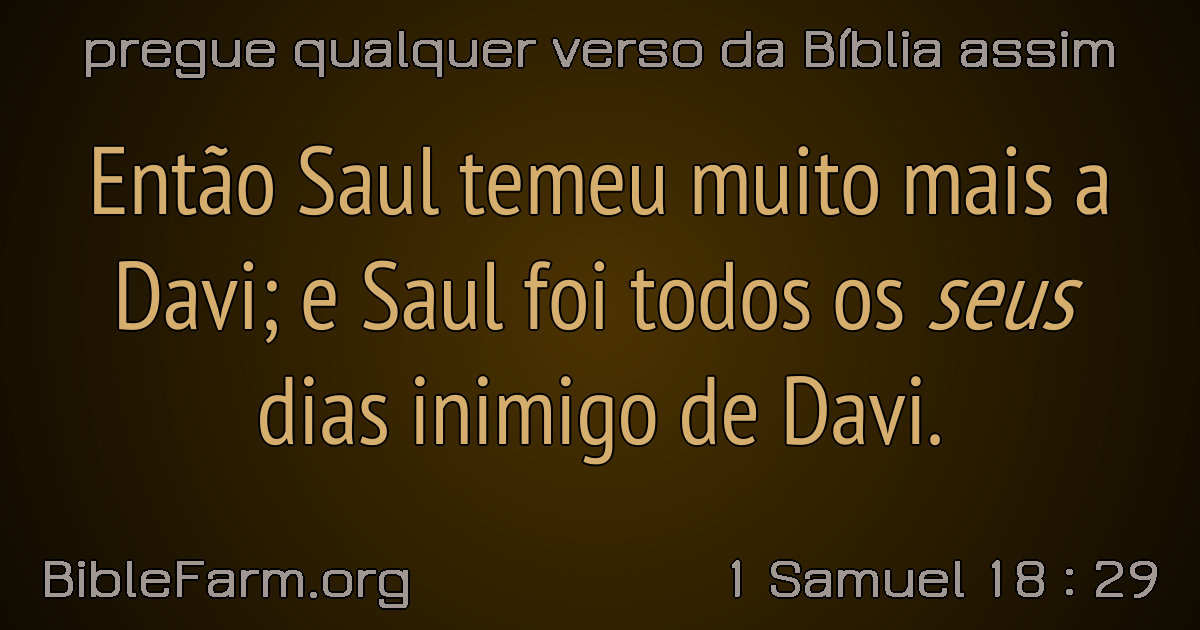 pregue qualquer verso da Bíblia assim
Então Saul temeu muito mais a
Davi; e Saul foi todos os seus
dias inimigo de Davi.
BibleFarm.org
1 Samuel 18 : 29